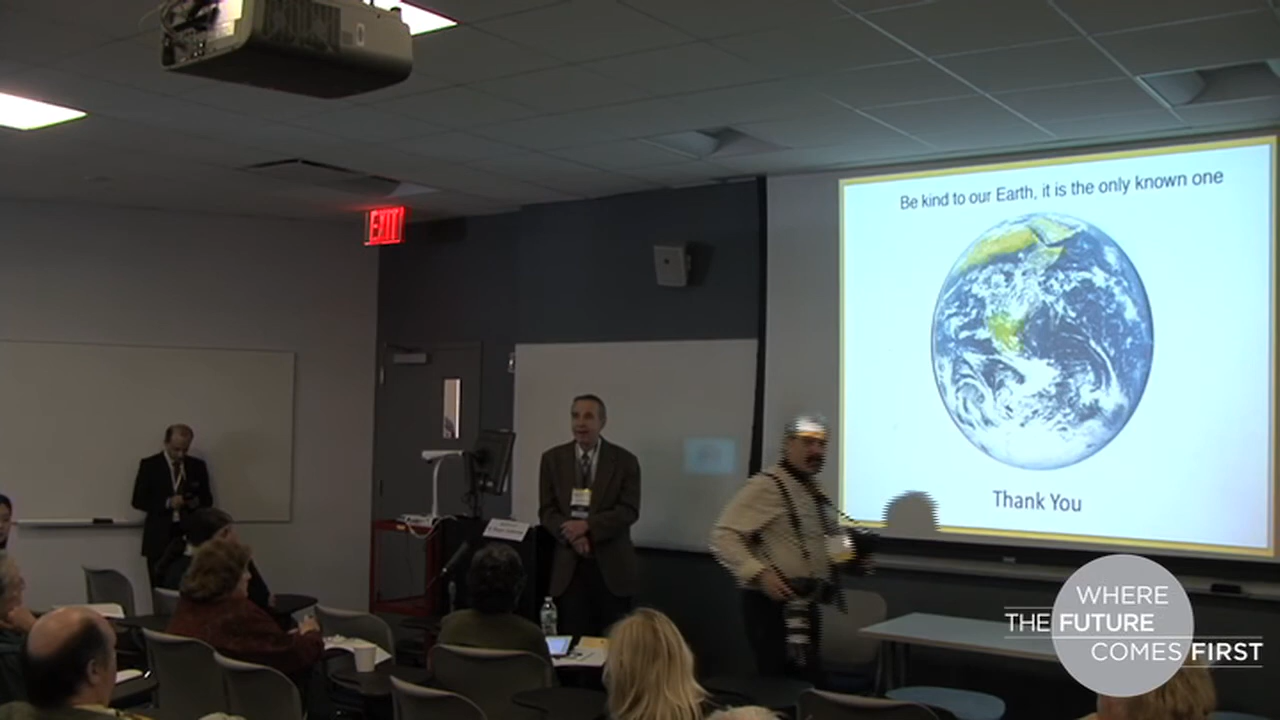 EXIT
Be kind to our Earth, it is the only known one
Thank You
WHERE
THE FUTURE
COMES FIRST